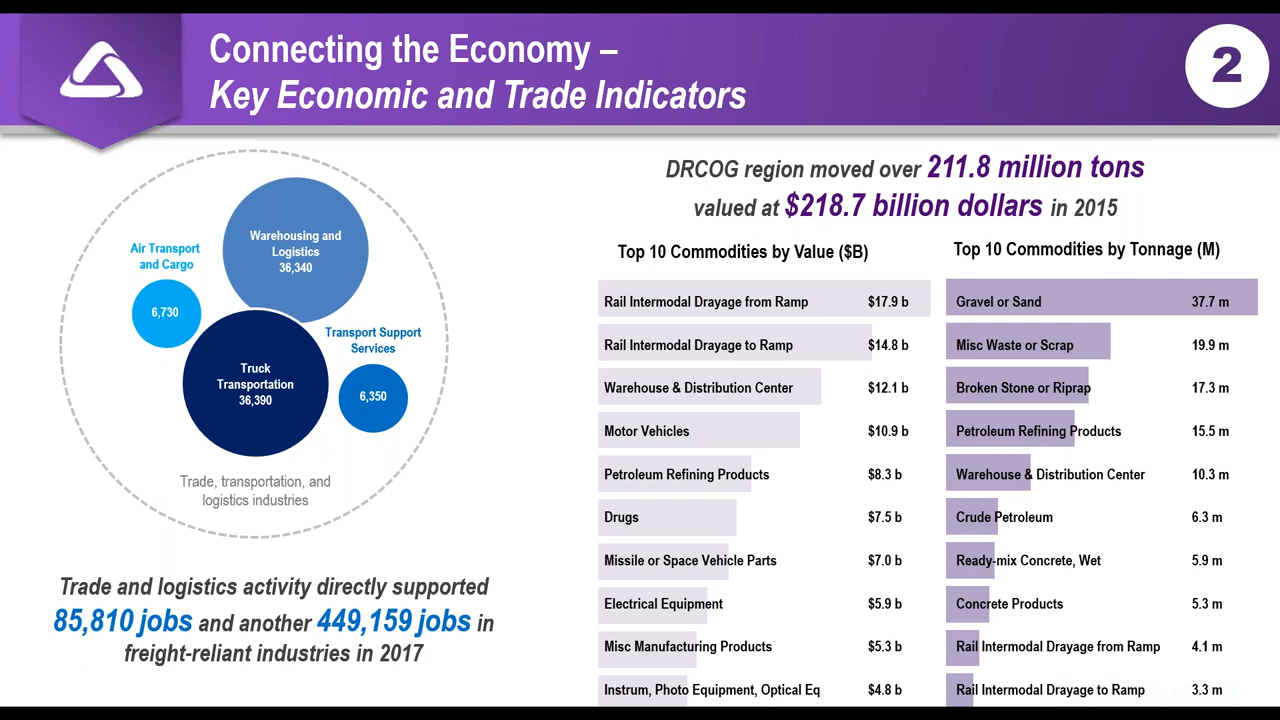 Connecting the Economy –
Key Economic and Trade Indicators
2
Air Transport
and Cargo
6,730
Warehousing and
Logistics
36,340
Transport Support
Services
6,350
Truck
Transportation
36,390
Trade, transportation, and
logistics industries
Trade and logistics activity directly supported
85,810 jobs and another 449,159 jobs in
freight-reliant industries in 2017
DRCOG region moved over 211.8 million tons
valued at $218.7 billion dollars in 2015
Top 10 Commodities by Value ($B)
Rail Intermodal Drayage from Ramp $17.9 b
Rail Intermodal Drayage to Ramp $14.8 b
Warehouse & Distribution Center $12.1 b
Motor Vehicles $10.9 b
Petroleum Refining Products $8.3 b
Drugs $7.5 b
Missile or Space Vehicle Parts $7.0 b
Electrical Equipment $5.9 b
Misc Manufacturing Products $5.3 b
Instrum, Photo Equipment, Optical Eq $4.8 b
Top 10 Commodities by Tonnage (M)
Gravel or Sand 37.7 m
Misc Waste or Scrap 19.9 m
Broken Stone or Riprap 17.3 m
Petroleum Refining Products 15.5 m
Warehouse & Distribution Center 10.3 m
Crude Petroleum 6.3 m
Ready-mix Concrete, Wet 5.9 m
Concrete Products 5.3 m
Rail Intermodal Drayage from Ramp 4.1 m
Rail Intermodal Drayage to Ramp 3.3 m